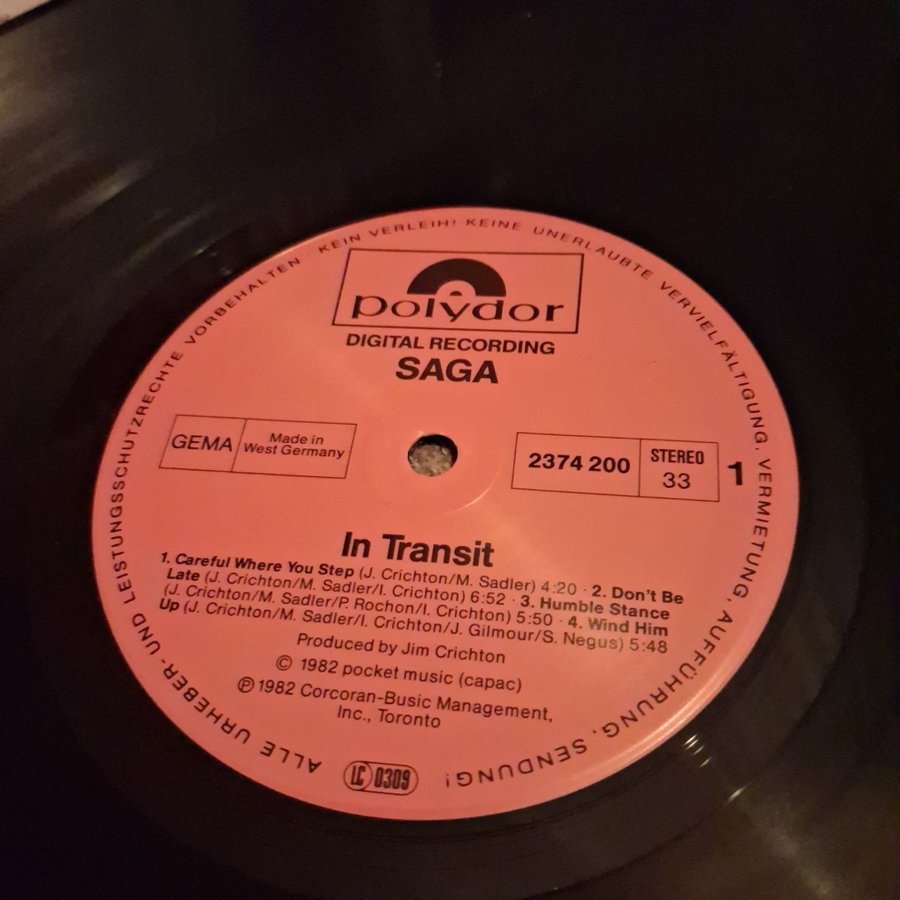 ALLE URHEBER- UND LEISTUNGSSCHUTZRECHTE VORBEHALTEN · KEIN VERLEIH! KEINE UNERLAUBTE VERVIELFÄLTIGUNG, VERMIETUNG, AUFFÜHRUNG, SENDUNG!
polydor
DIGITAL RECORDING
SAGA
GEMA
Made in
West Germany
2374 200
STEREO
33
1
In Transit
1. Careful Where You Step (J. Crichton/M. Sadler) 4:20 · 2. Don't Be
Late (J. Crichton/M. Sadler/I. Crichton) 6:52 · 3. Humble Stance
(J. Crichton/M. Sadler/P. Rochon/I. Crichton) 5:50 · 4. Wind Him
Up (J. Crichton/M. Sadler/I. Crichton/J. Gilmour/S. Negus) 5:48
Produced by Jim Crichton
© 1982 pocket music (capac)
℗ 1982 Corcoran-Busic Management,
Inc., Toronto
LC 0309